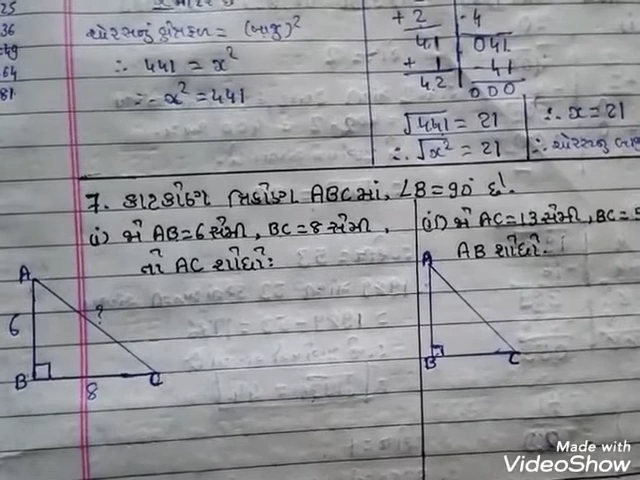 25
36
49
64
81
ચોરસનું ક્ષેત્રફળ = (બાજુ)²
∴ 441 = x²
∴ x² = 441
+ 2
41
+ 1
42
4
041
- 41
000
√441 = 21
∴ √x² = 21
∴ x = 21
∴ ચોરસનું
7. કાટકોણ ત્રિકોણ ABC માં, ∠B = 90° છે.
(i) જો AB = 6 સેમી, BC = 8 સેમી,
તો AC શોધો:
A
6
?
B
8
C
(ii) જો AC = 13 સેમી, BC = 5
AB શોધો.
A
B
C
Made with
VideoShow